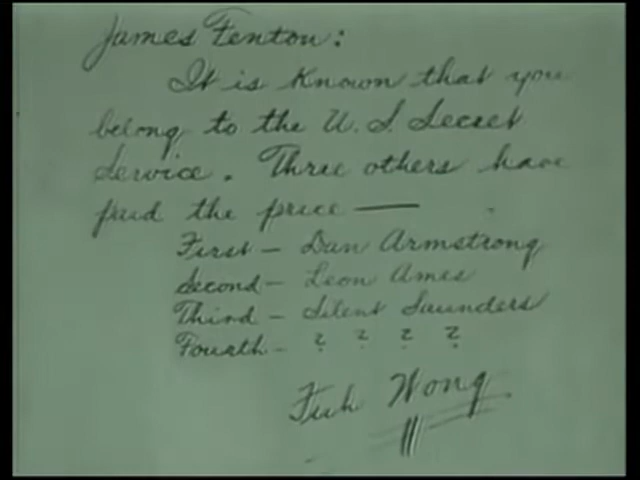 James Fenton:
It is known that you
belong to the U. S. Secret
Service. Three others have
paid the price —
First — Dan Armstrong
Second — Leon Ames
Third — Silent Saunders
Fourth — ? ? ? ?
Wong